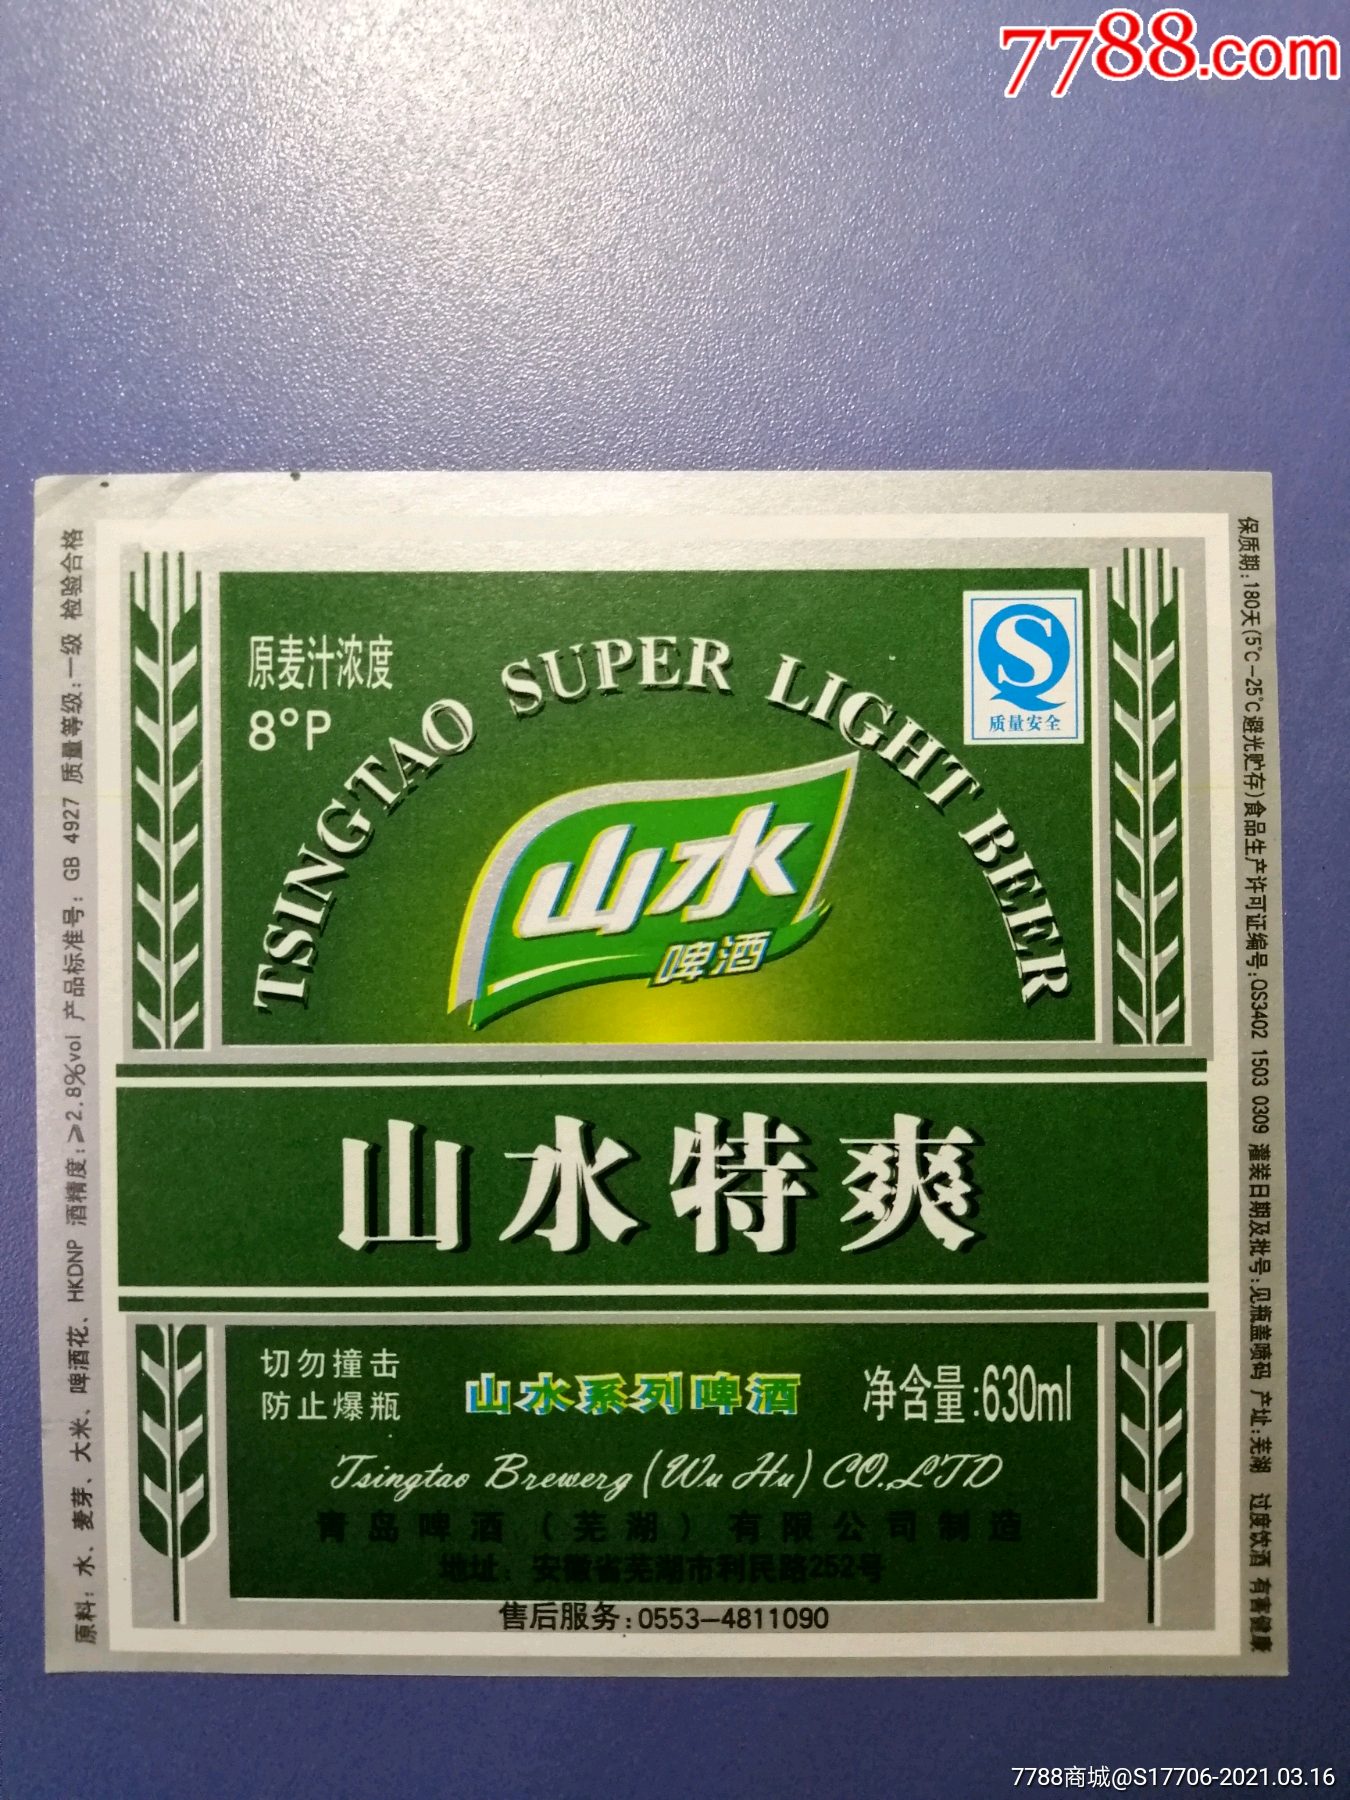 7788.com
原麦汁浓度
8°P
TSINGTAO SUPER LIGHT BEER
S
质量安全
山水
啤酒
山水特爽
切勿撞击
防止爆瓶
山水系列啤酒
净含量:630ml
Tsingtao Brewerg (Wu Hu) CO.,LTD
青岛啤酒（芜湖）有限公司制造
地址：安徽省芜湖市利民路252号
售后服务:0553-4811090
原料：水、麦芽、大米、啤酒花、HKDNP 酒精度:≥2.8%vol 产品标准号：GB 4927 质量等级:一级 检验合格
保质期:180天(5℃-25℃避光贮存)食品生产许可证编号:QS3402 1503 0309 灌装日期及批号:见瓶盖喷码 产址:芜湖 过度饮酒 有害健康
7788商城@S17706-2021.03.16